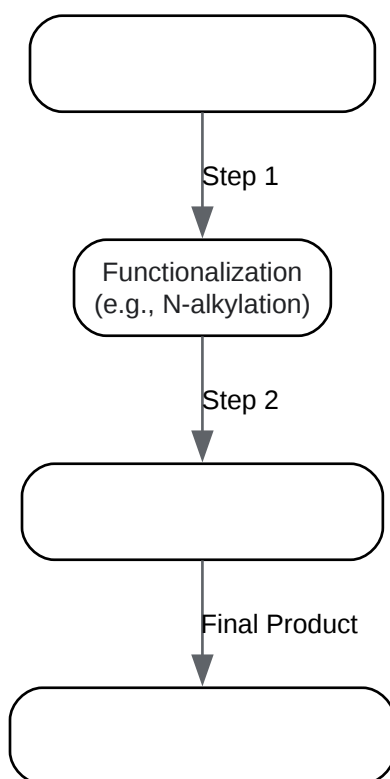 Step 1
Functionalization
(e.g., N-alkylation)
Step 2
Final Product